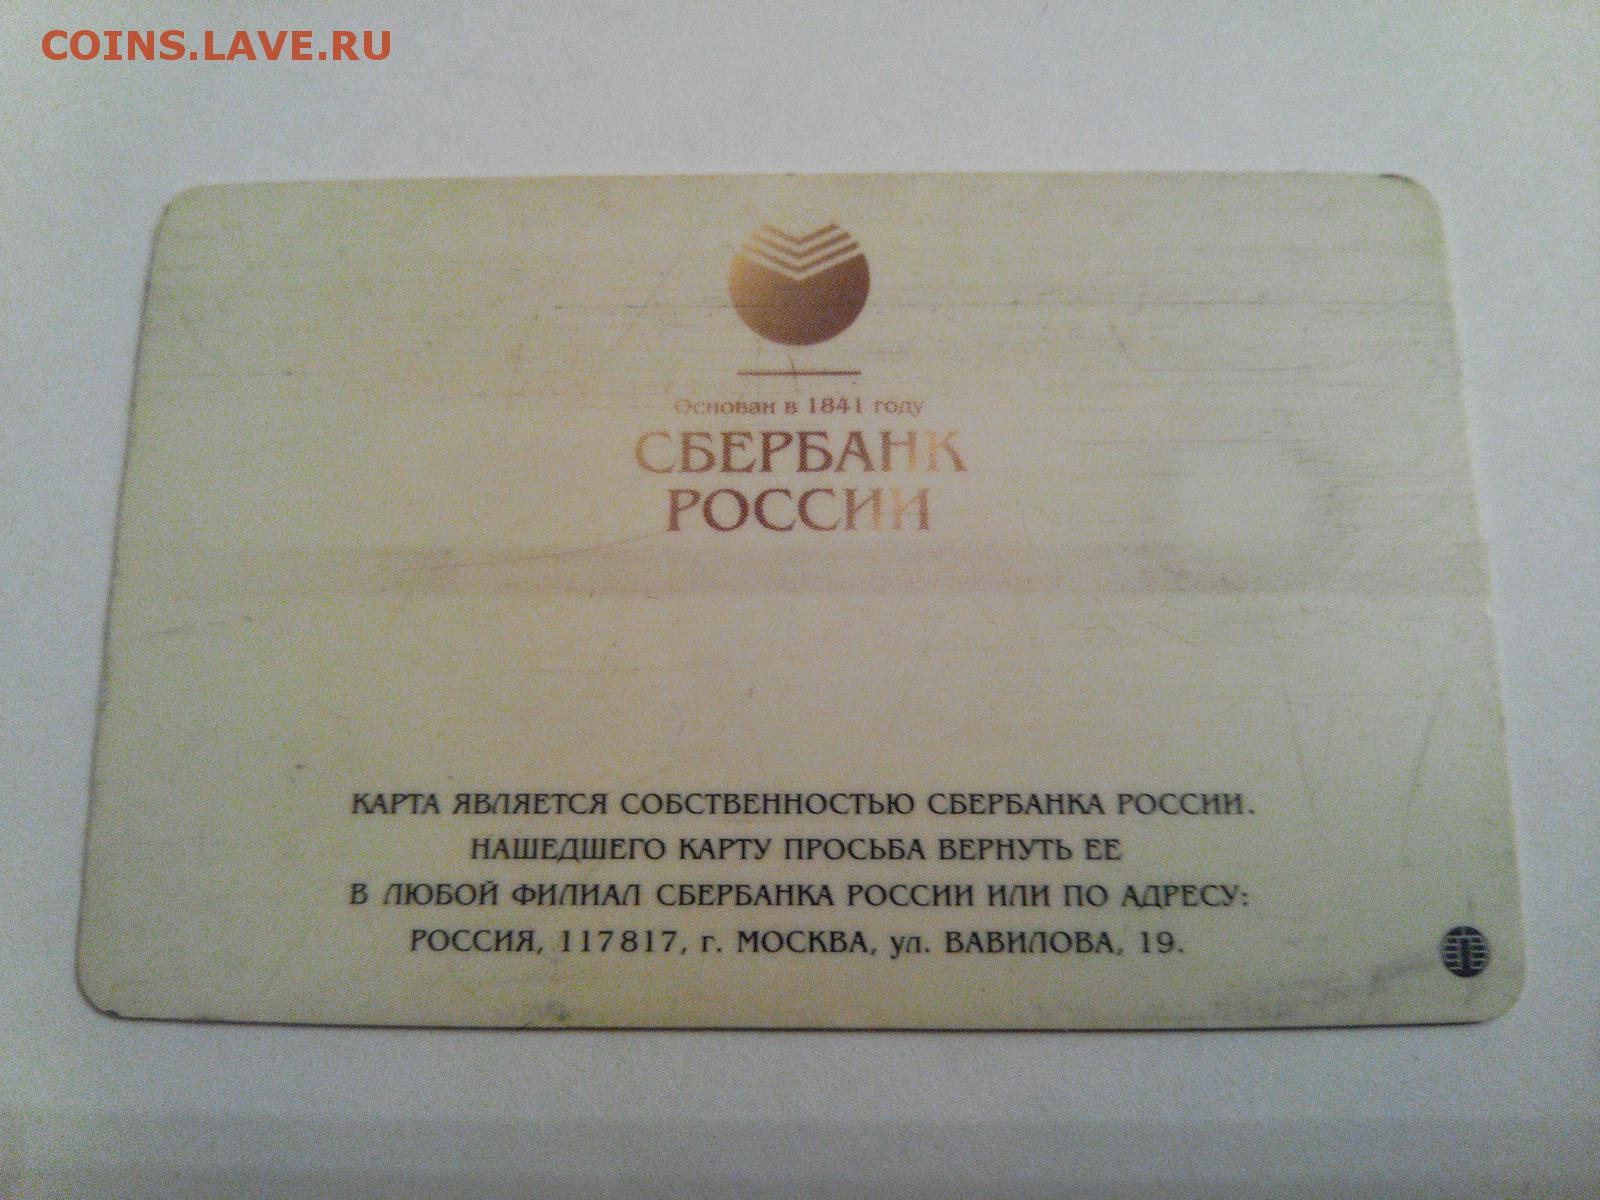 COINS.LAVE.RU
Основан в 1841 году
СБЕРБАНК
РОССИИ
КАРТА ЯВЛЯЕТСЯ СОБСТВЕННОСТЬЮ СБЕРБАНКА РОССИИ.
НАШЕДШЕГО КАРТУ ПРОСЬБА ВЕРНУТЬ ЕЕ
В ЛЮБОЙ ФИЛИАЛ СБЕРБАНКА РОССИИ ИЛИ ПО АДРЕСУ:
РОССИЯ, 117817, г. МОСКВА, ул. ВАВИЛОВА, 19.